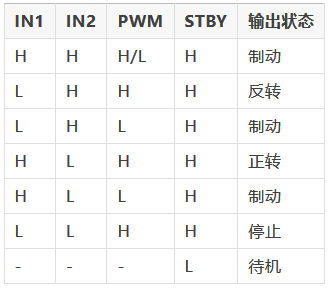 IN1 IN2 PWM STBY 输出状态
H H H/L H 制动
L H H H 反转
L H L H 制动
H L H H 正转
H L L H 制动
L L H H 停止
- - - L 待机